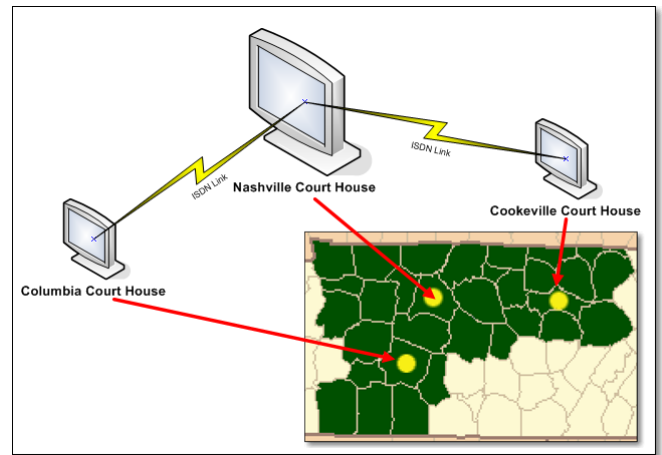 ISDN Link
ISDN Link
Nashville Court House
Cookeville Court House
Columbia Court House